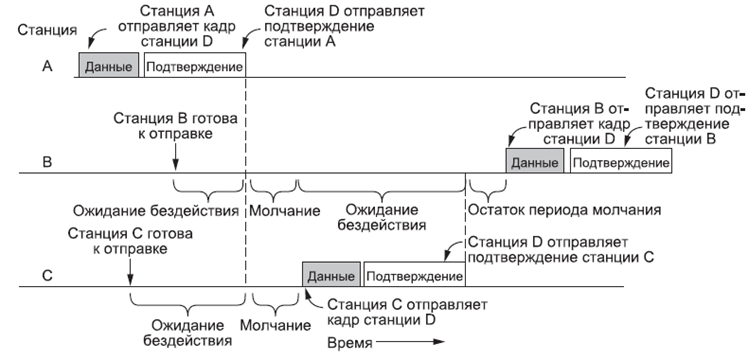 Станция
Станция A
отправляет кадр
станции D
Станция D отправляет
подтверждение
станции A
A
Данные
Подтверждение
Станция B готова
к отправке
Станция B от-
правляет кадр
станции D
Станция D от-
правляет под-
тверждение
станции B
B
Данные
Подтверждение
Ожидание бездействия
Молчание
Ожидание
бездействия
Остаток периода молчания
Станция C готова
к отправке
Станция D отправляет
подтверждение станции C
C
Данные
Подтверждение
Станция C отправляет
кадр станции D
Ожидание
бездействия
Молчание
Время